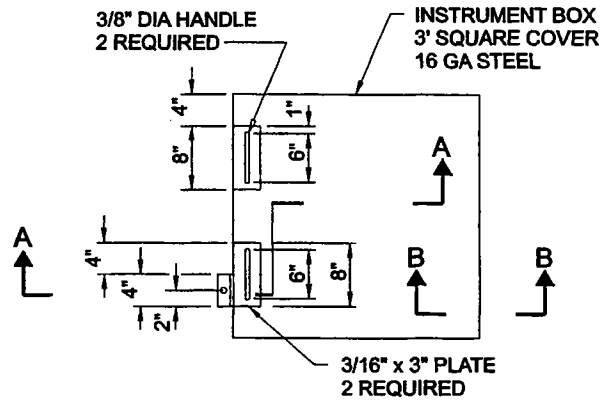 3/8" DIA HANDLE
2 REQUIRED
INSTRUMENT BOX
3' SQUARE COVER
16 GA STEEL
4"
1"
8"
6"
A
A
4"
4"
2"
6"
8"
B
B
3/16" x 3" PLATE
2 REQUIRED